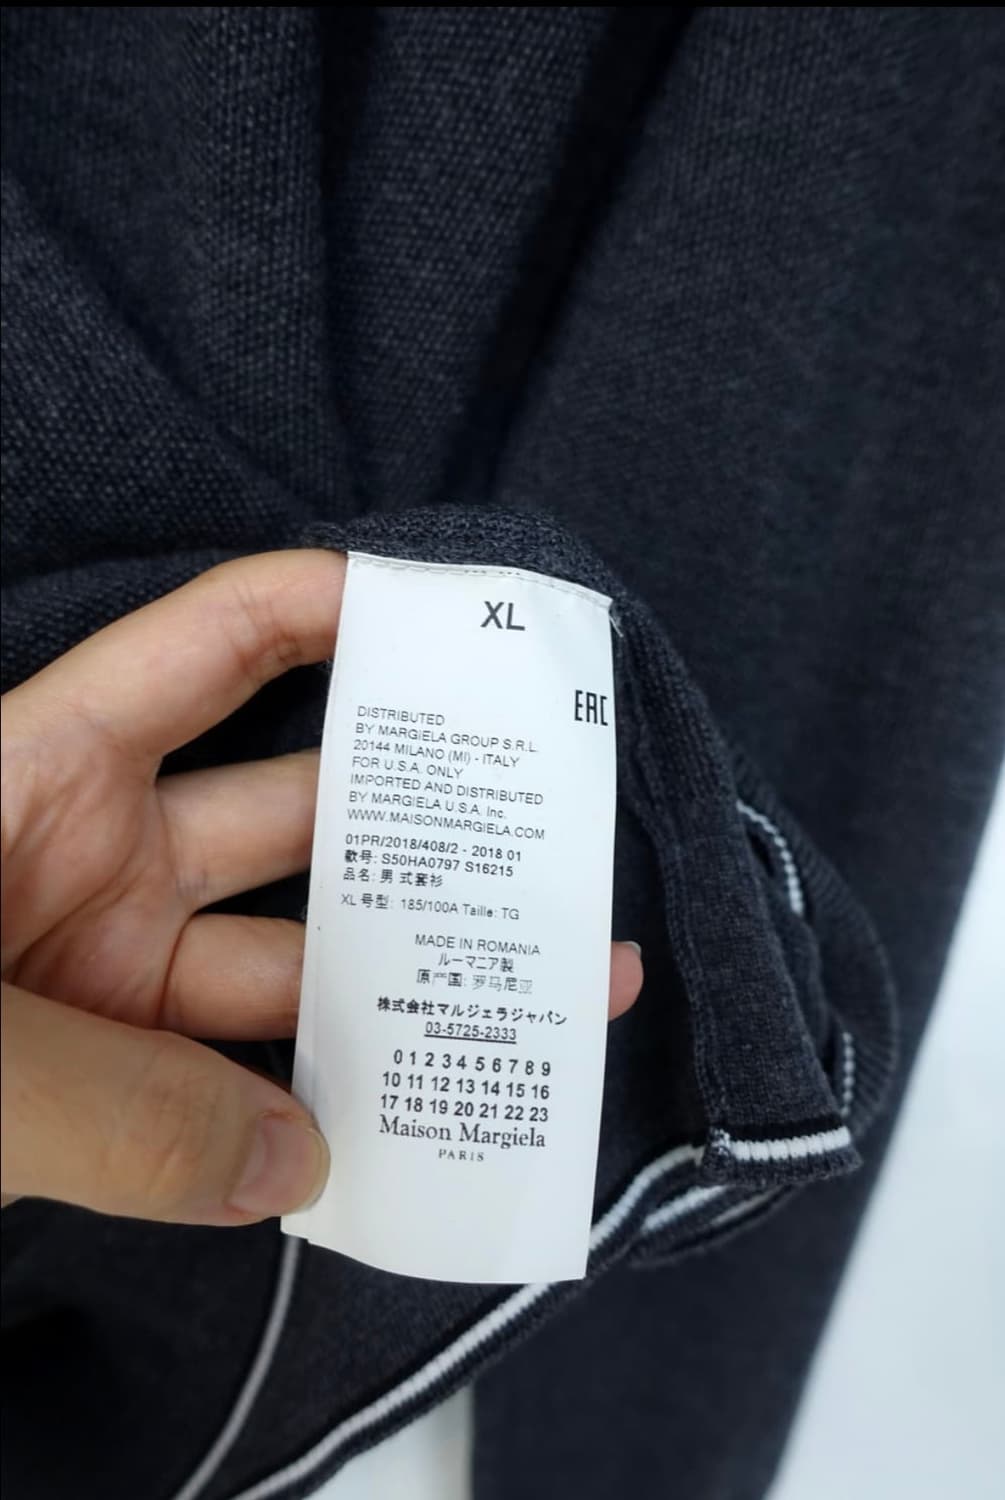 XL
EAC
DISTRIBUTED
BY MARGIELA GROUP S.R.L.
20144 MILANO (MI) - ITALY
FOR U.S.A. ONLY
IMPORTED AND DISTRIBUTED
BY MARGIELA U.S.A. Inc.
WWW.MAISONMARGIELA.COM
01PR/2018/408/2 - 2018 01
款号: S50HA0797 S16215
品名: 男式套衫
XL 号型: 185/100A Taille: TG
MADE IN ROMANIA
ルーマニア製
原产国: 罗马尼亚
株式会社マルジェラジャパン
03-5725-2333
0 1 2 3 4 5 6 7 8 9
10 11 12 13 14 15 16
17 18 19 20 21 22 23
Maison Margiela
PARIS